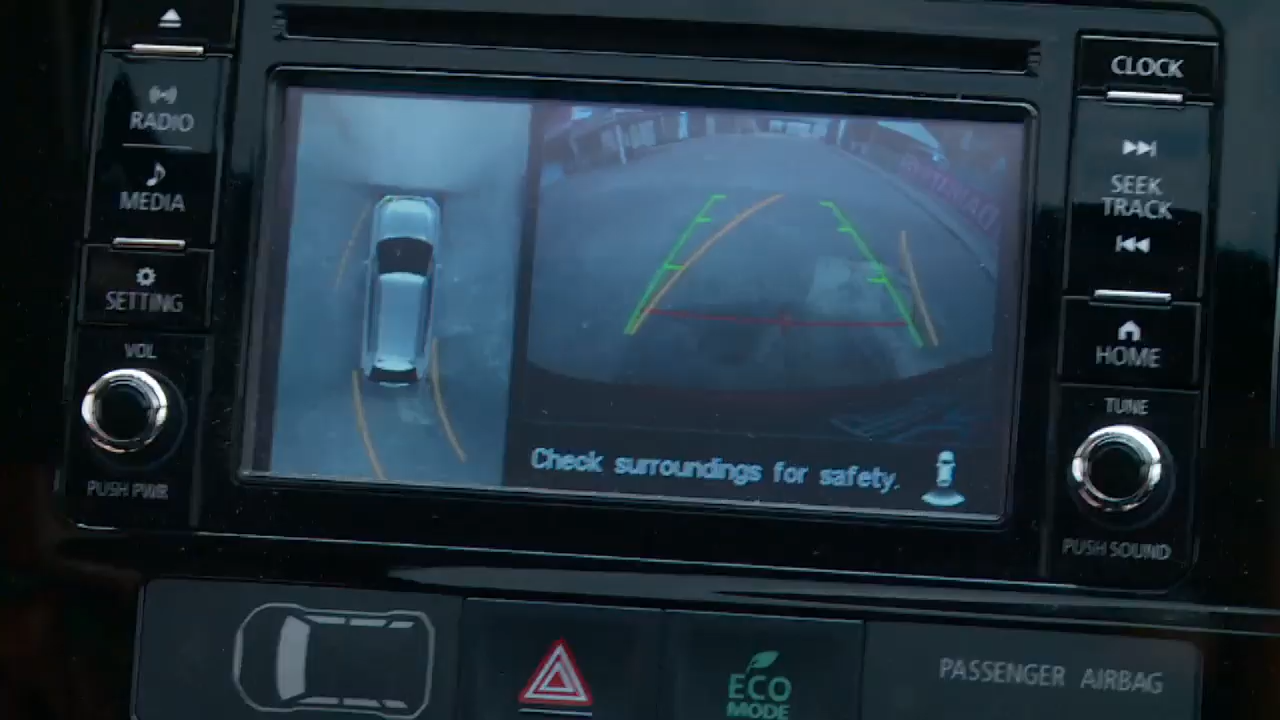 RADIO
MEDIA
SETTING
VOL
PUSH PWR
Check surroundings for safety.
CLOCK
SEEK
TRACK
HOME
TUNE
PUSH SOUND
ECO
MODE
PASSENGER AIRBAG